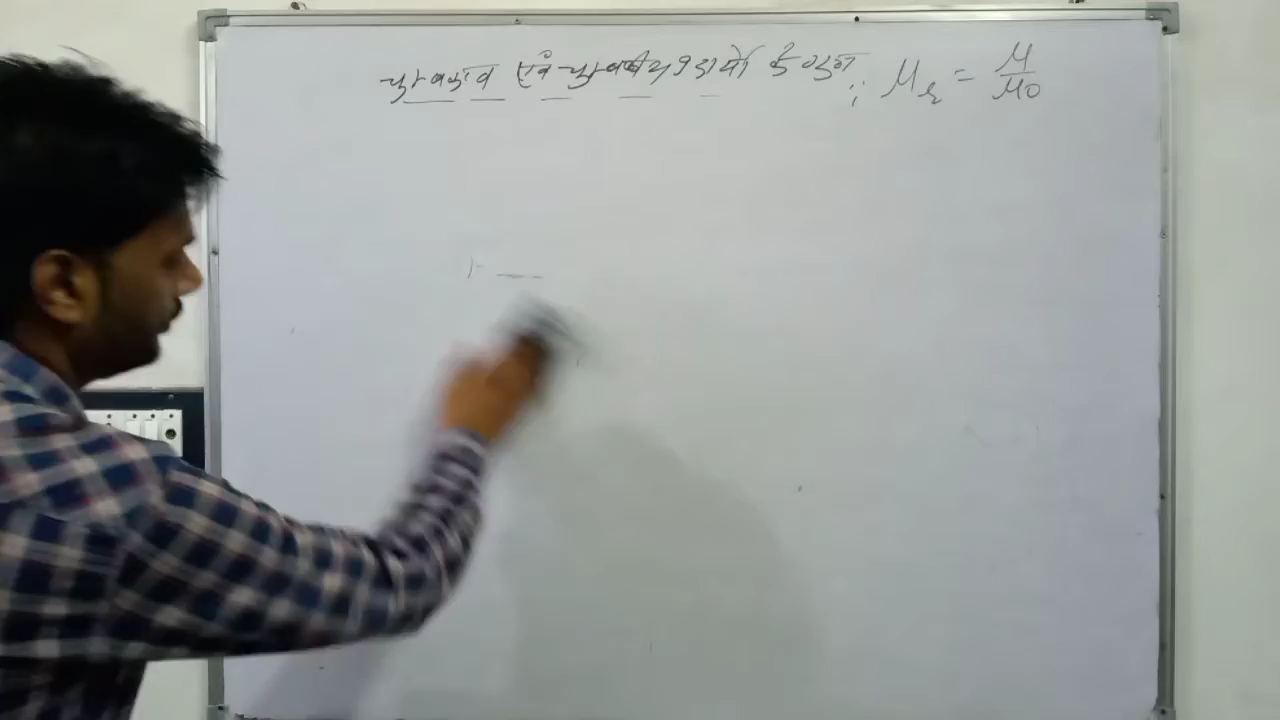 चुम्बकत्व एवं चुम्बकीय पदार्थों के गुण ; μr = μ/μ0